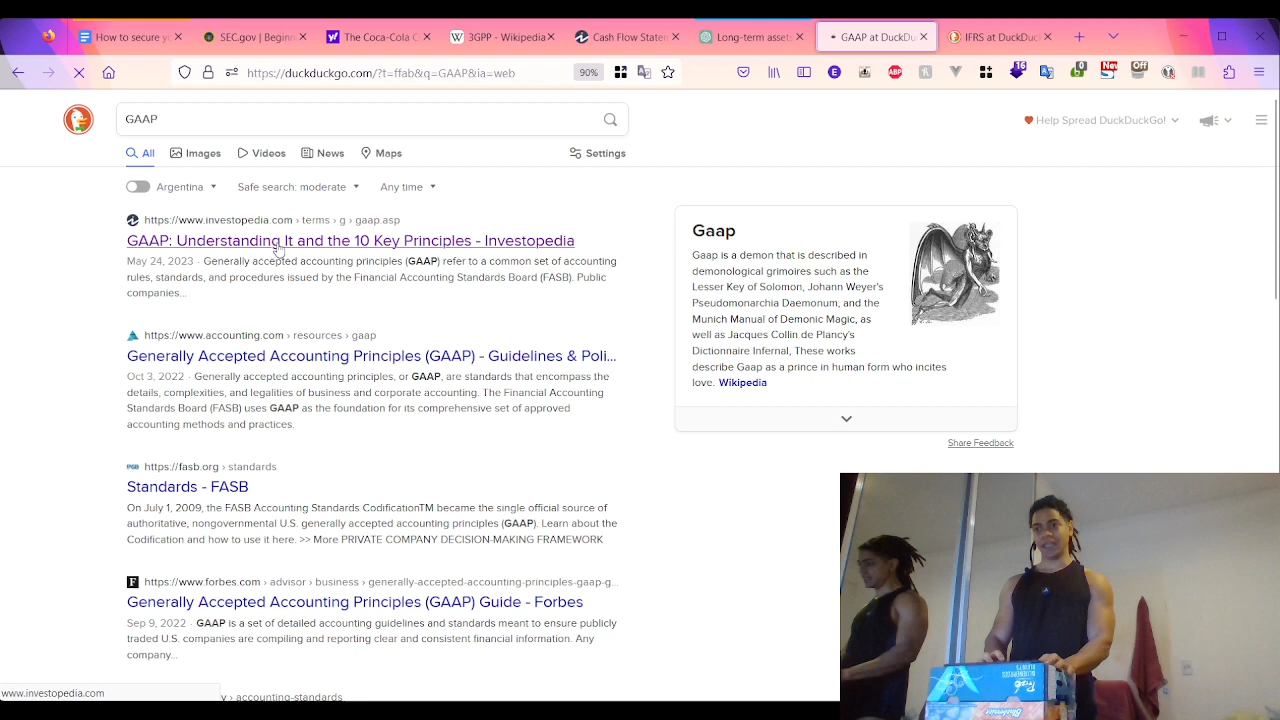 How to secure yo
SEC.gov | Beginn
The Coca-Cola C
3GPP - Wikipedia
Cash Flow Statem
Long-term assets
GAAP at DuckDu
IFRS at DuckDuc
https://duckduckgo.com/?t=ffab&q=GAAP&ia=web
90%
E
ABP
16
0
New
Off
GAAP
Help Spread DuckDuckGo!
All
Images
Videos
News
Maps
Settings
Argentina
Safe search: moderate
Any time
https://www.investopedia.com › terms › g › gaap.asp
GAAP: Understanding It and the 10 Key Principles - Investopedia
May 24, 2023 · Generally accepted accounting principles (GAAP) refer to a common set of accounting
rules, standards, and procedures issued by the Financial Accounting Standards Board (FASB). Public
companies...
https://www.accounting.com › resources › gaap
Generally Accepted Accounting Principles (GAAP) - Guidelines & Poli...
Oct 3, 2022 · Generally accepted accounting principles, or GAAP, are standards that encompass the
details, complexities, and legalities of business and corporate accounting. The Financial Accounting
Standards Board (FASB) uses GAAP as the foundation for its comprehensive set of approved
accounting methods and practices.
https://fasb.org › standards
Standards - FASB
On July 1, 2009, the FASB Accounting Standards CodificationTM became the single official source of
authoritative, nongovernmental U.S. generally accepted accounting principles (GAAP). Learn about the
Codification and how to use it here. >> More PRIVATE COMPANY DECISION-MAKING FRAMEWORK
https://www.forbes.com › advisor › business › generally-accepted-accounting-principles-gaap-g...
Generally Accepted Accounting Principles (GAAP) Guide - Forbes
Sep 9, 2022 · GAAP is a set of detailed accounting guidelines and standards meant to ensure publicly
traded U.S. companies are compiling and reporting clear and consistent financial information. Any
company...
› accounting-standards
www.investopedia.com
Gaap
Gaap is a demon that is described in
demonological grimoires such as the
Lesser Key of Solomon, Johann Weyer's
Pseudomonarchia Daemonum, and the
Munich Manual of Demonic Magic, as
well as Jacques Collin de Plancy's
Dictionnaire Infernal, These works
describe Gaap as a prince in human form who incites
love. Wikipedia
Share Feedback